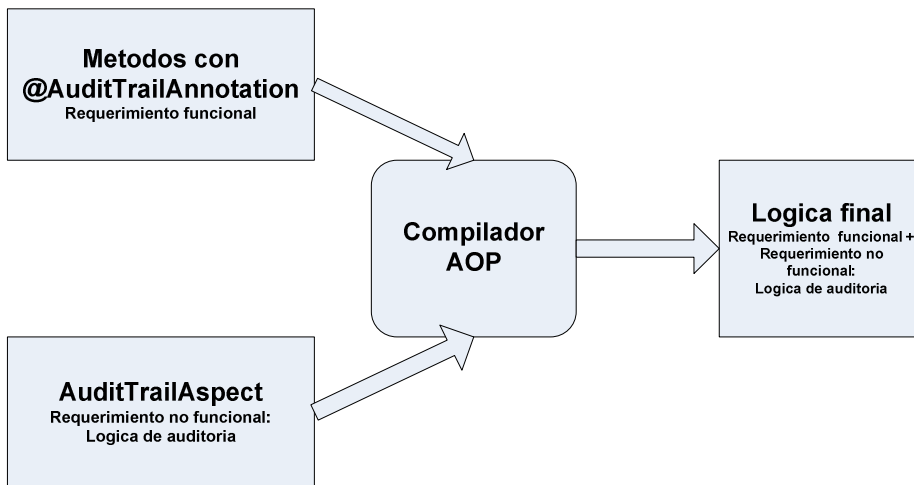 Metodos con
@AuditTrailAnnotation
Requerimiento funcional
Compilador
AOP
Logica final
Requerimiento funcional +
Requerimiento no
funcional:
Logica de auditoria
AuditTrailAspect
Requerimiento no funcional:
Logica de auditoria